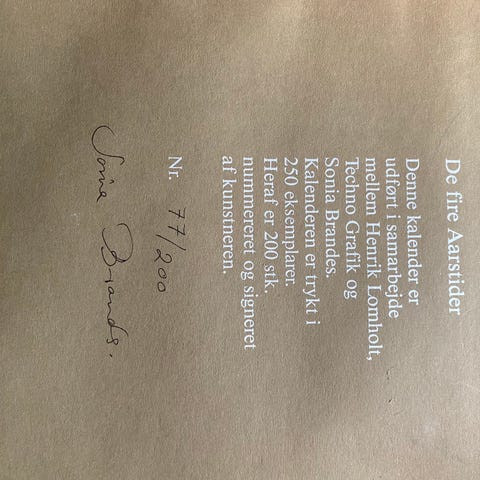 De fire Aarstider
Denne kalender er
udført i samarbejde
mellem Henrik Lomholt,
Techno Grafik og
Sonia Brandes.
Kalenderen er trykt i
250 eksemplarer.
Heraf er 200 stk.
nummereret og signeret
af kunstneren.
Nr. 77/200
Sonia Brandes.